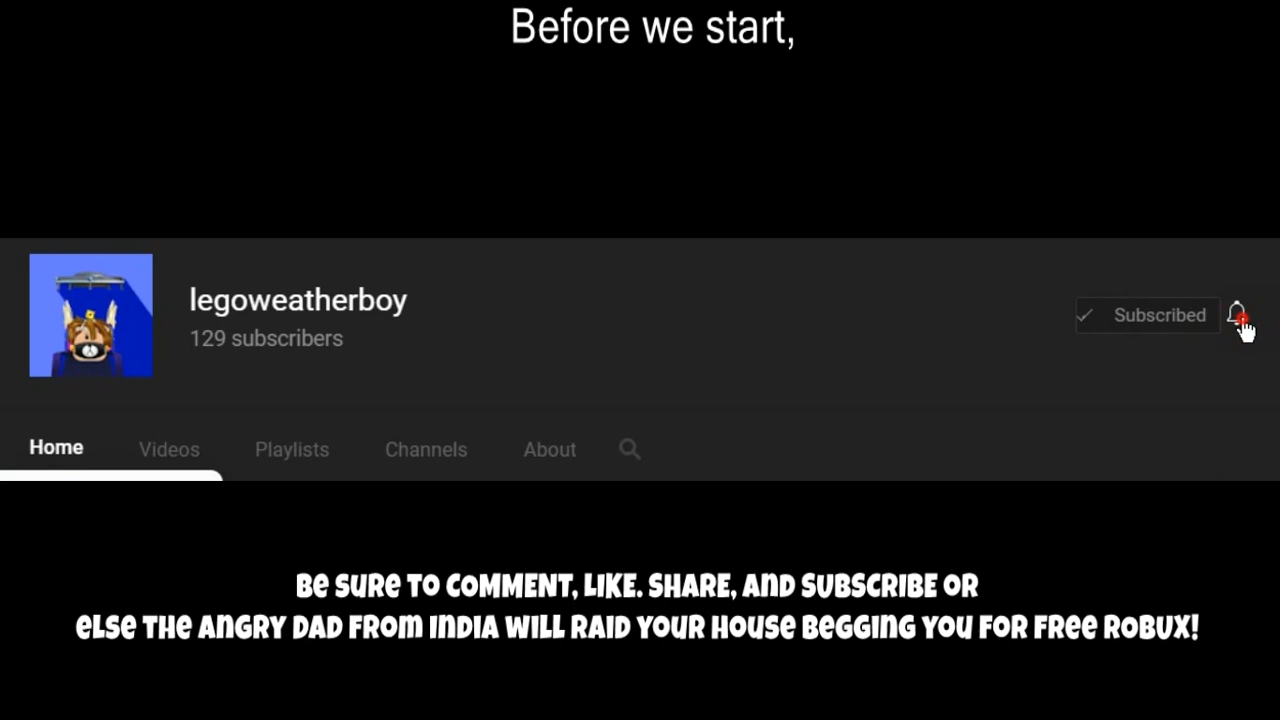 Before we start,
legoweatherboy
129 subscribers
Subscribed
Home Videos Playlists Channels About
Be sure to comment, like. share, and subscribe or
else the angry dad from india will raid your house begging you for free robux!